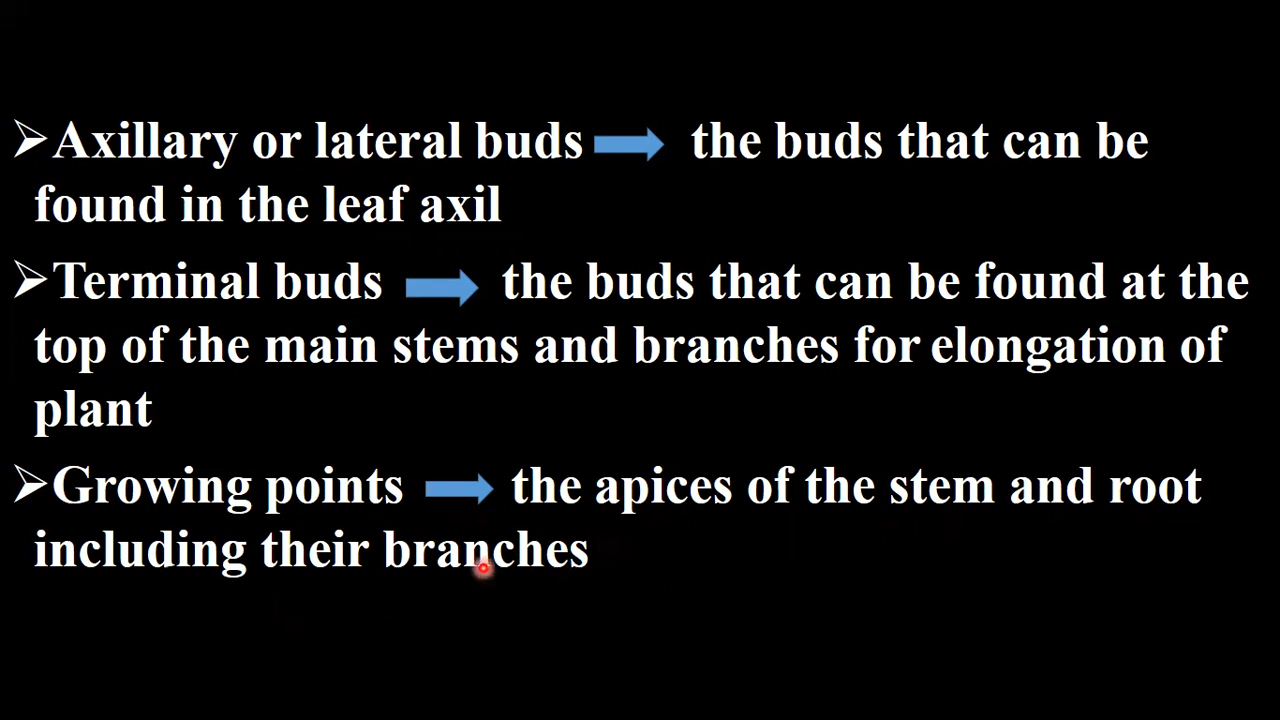 ➢Axillary or lateral buds ➡ the buds that can be
found in the leaf axil
➢Terminal buds ➡ the buds that can be found at the
top of the main stems and branches for elongation of
plant
➢Growing points ➡ the apices of the stem and root
including their branches